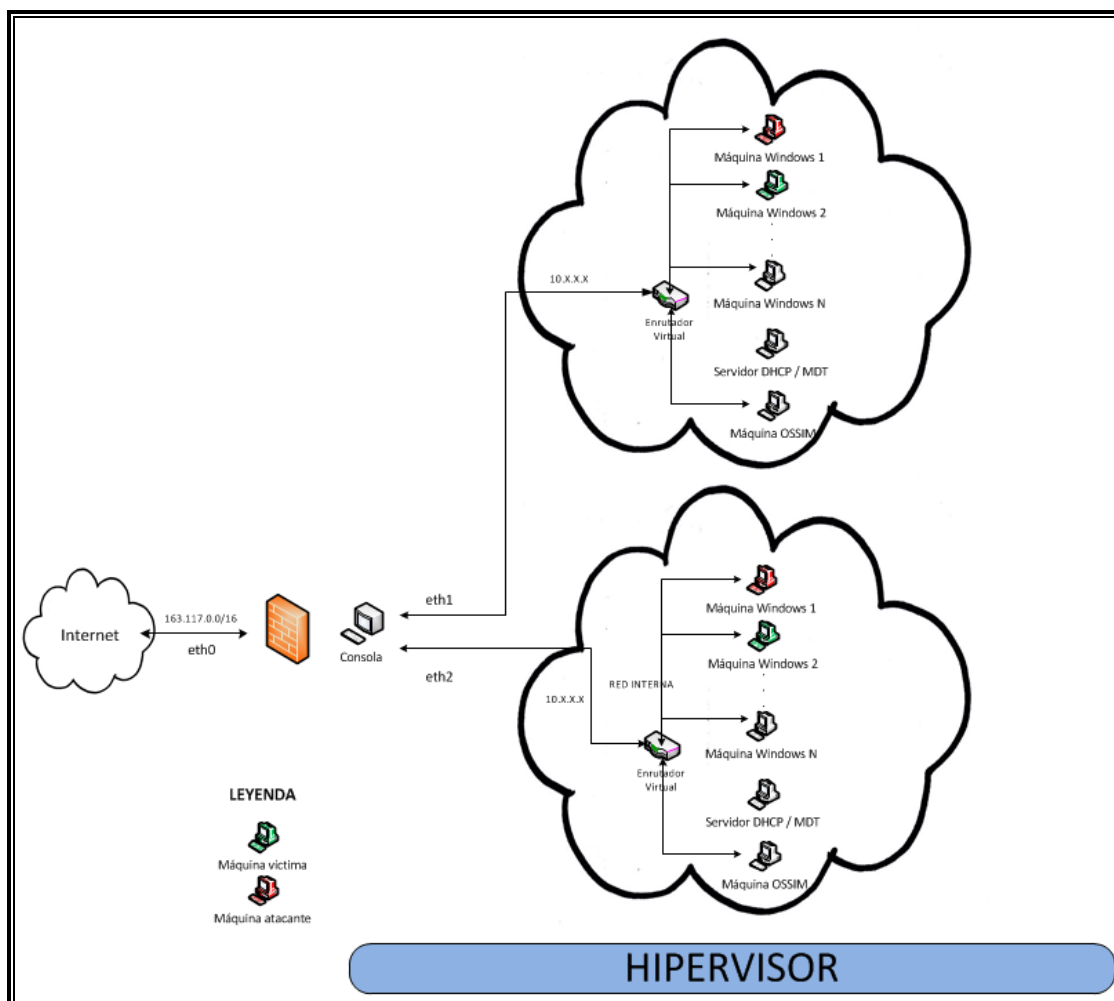 Máquina Windows 1
Máquina Windows 2
10.X.X.X
Máquina Windows N
Enrutador
Virtual
Servidor DHCP / MDT
Máquina OSSIM
Internet
163.117.0.0/16
eth0
Consola
eth1
eth2
Máquina Windows 1
Máquina Windows 2
RED INTERNA
10.X.X.X
Máquina Windows N
Enrutador
Virtual
Servidor DHCP / MDT
Máquina OSSIM
LEYENDA
Máquina víctima
Máquina atacante
HIPERVISOR